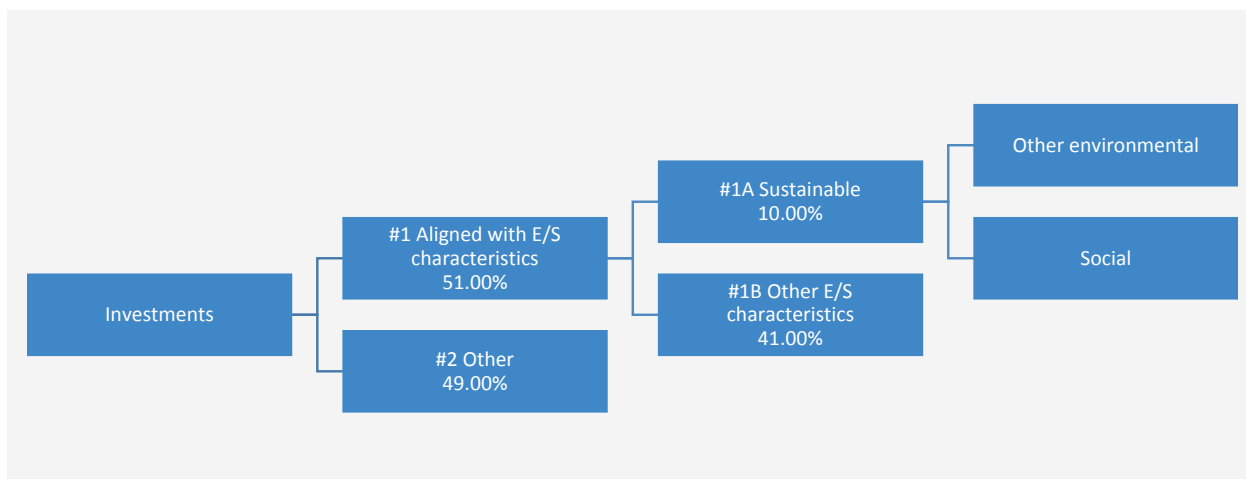 Investments
#1 Aligned with E/S
characteristics
51.00%
#2 Other
49.00%
#1A Sustainable
10.00%
#1B Other E/S
characteristics
41.00%
Other environmental
Social